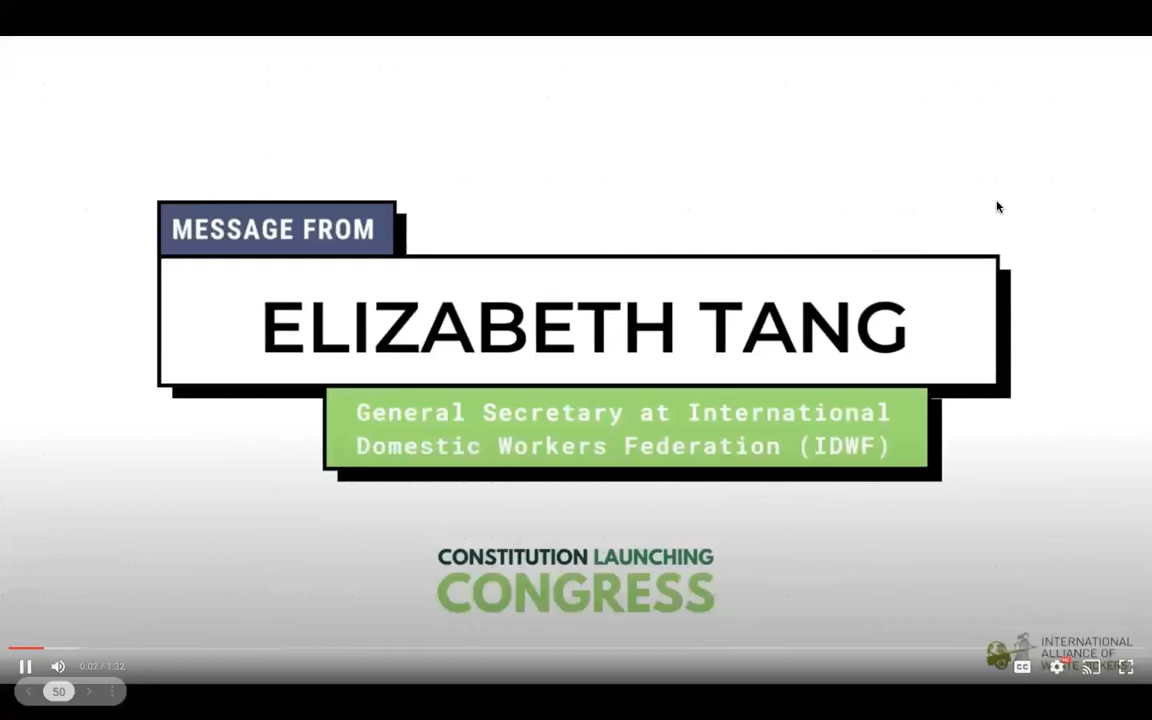 MESSAGE FROM
ELIZABETH TANG
General Secretary at International
Domestic Workers Federation (IDWF)
CONSTITUTION LAUNCHING
CONGRESS
INTERNATIONAL
ALLIANCE OF
0:02 / 1:32
CC
50